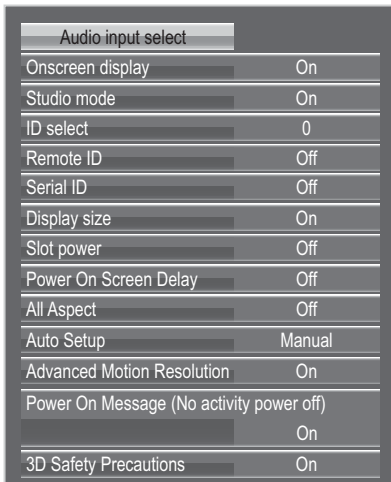 Audio input select
Onscreen display On
Studio mode On
ID select 0
Remote ID Off
Serial ID Off
Display size On
Slot power Off
Power On Screen Delay Off
All Aspect Off
Auto Setup Manual
Advanced Motion Resolution On
Power On Message (No activity power off)
On
3D Safety Precautions On